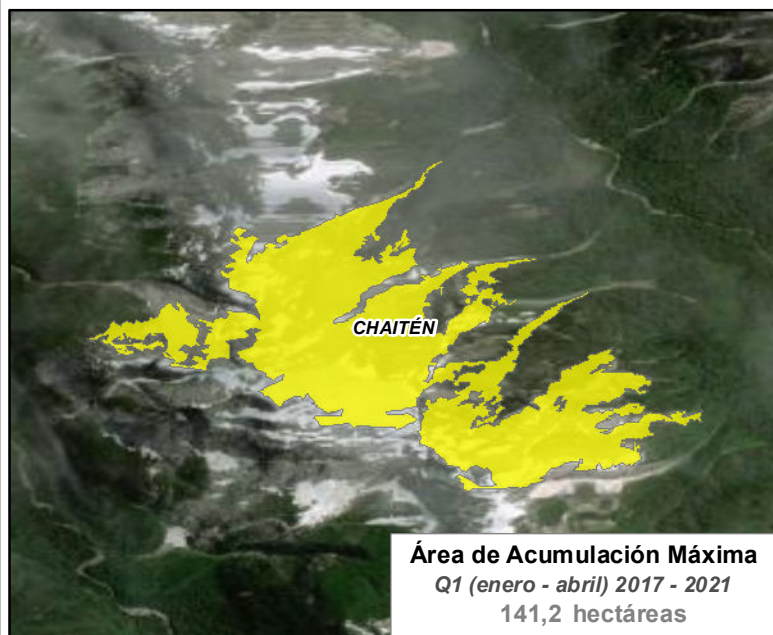 CHAITÉN
Área de Acumulación Máxima
Q1 (enero - abril) 2017 - 2021
141,2 hectáreas